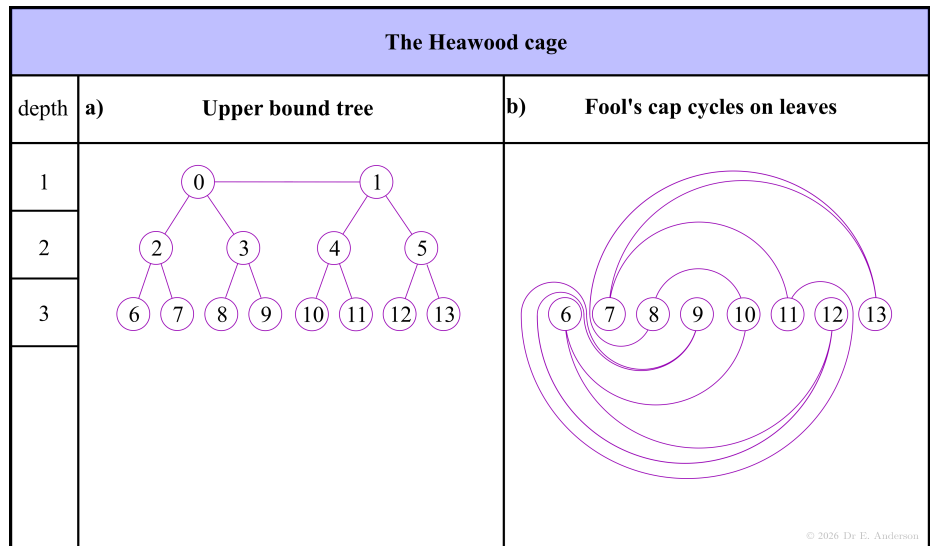 The Heawood cage
depth a) Upper bound tree b) Fool's cap cycles on leaves
1 0 1
2 2 3 4 5
3 6 7 8 9 10 11 12 13 6 7 8 9 10 11 12 13
© 2026 Dr E. Anderson